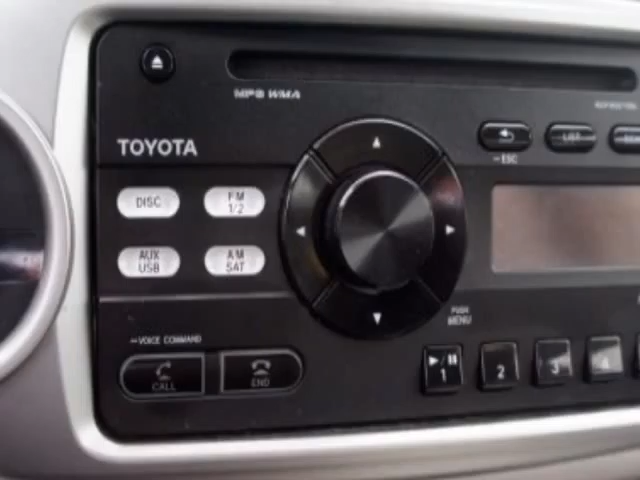 MP3 WMA
ESC
LIST
TOYOTA
DISC
FM
1/2
AUX
USB
AM
SAT
PUSH
MENU
VOICE COMMAND
CALL
END
1
2
3
4